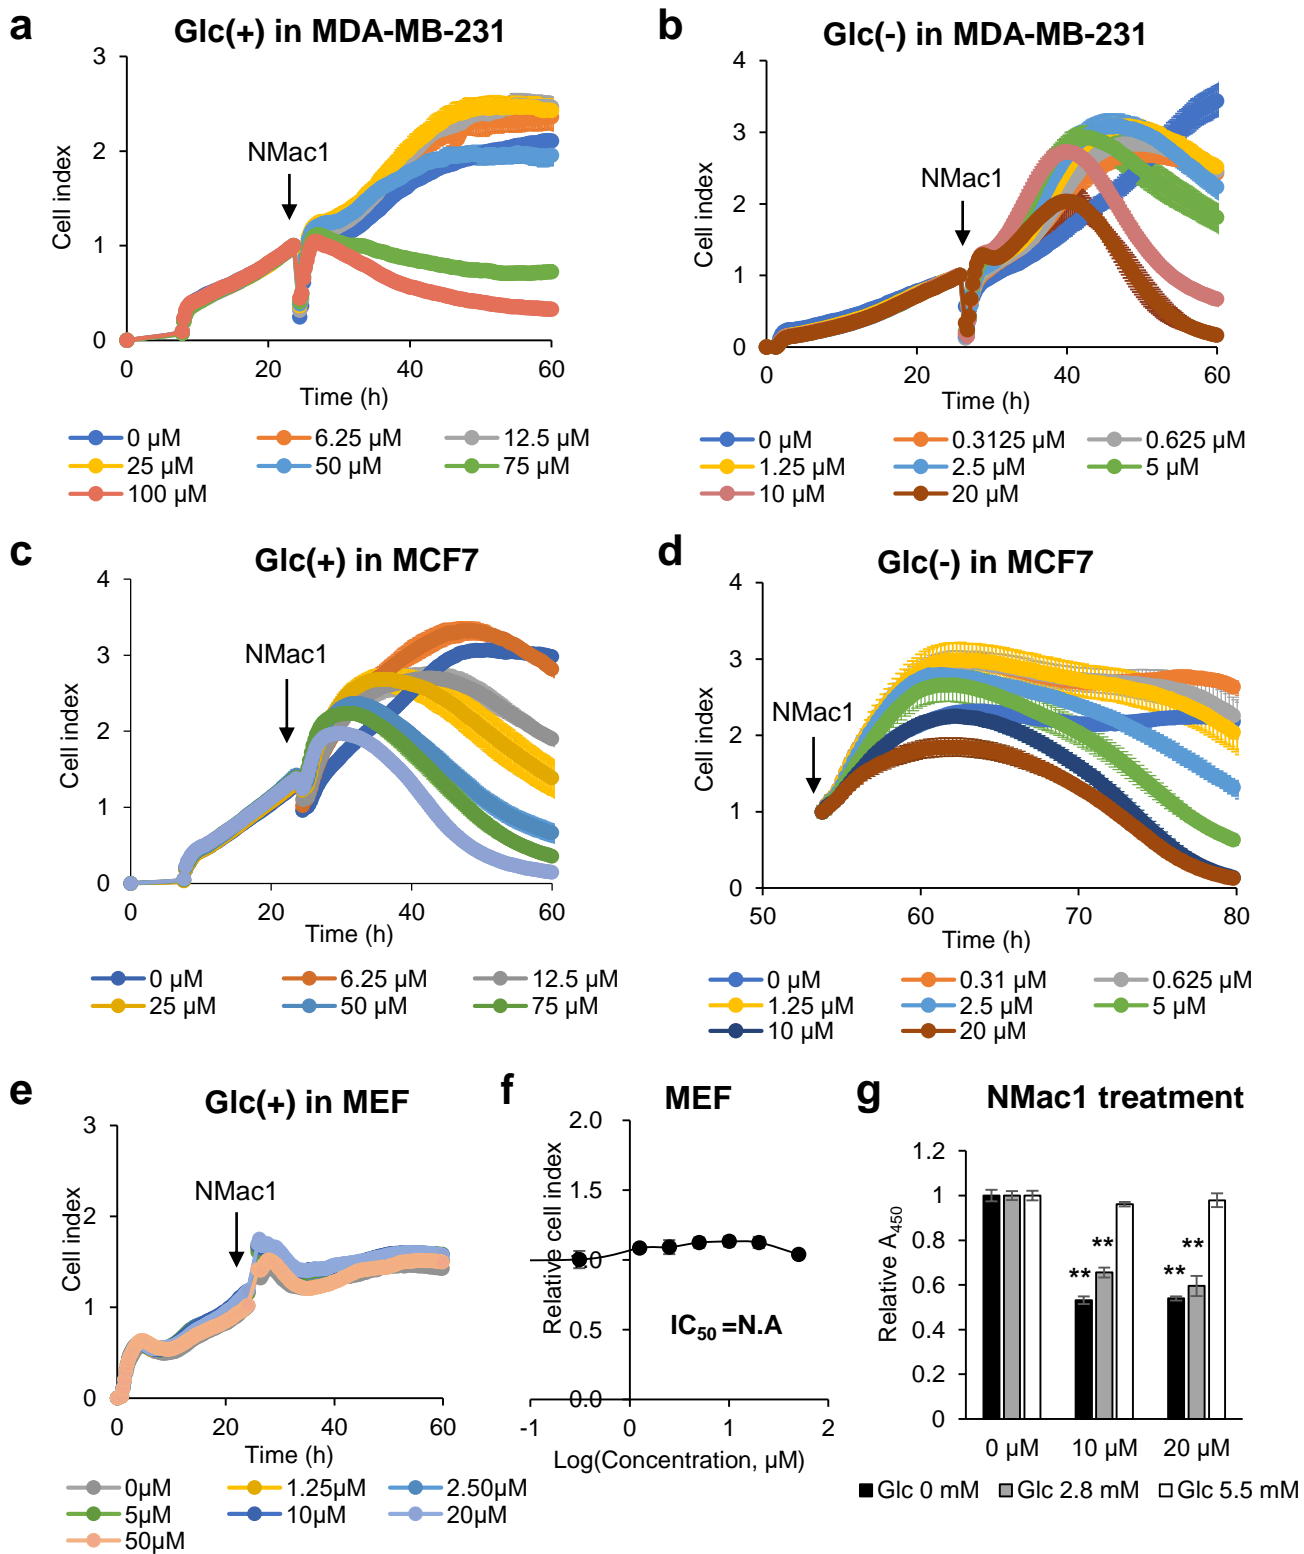 a
Glc(+) in MDA-MB-231
3
2
1
0
Cell index
NMac1
0 20 40 60
Time (h)
0 µM 6.25 µM 12.5 µM
25 µM 50 µM 75 µM
100 µM
b
Glc(-) in MDA-MB-231
4
3
2
1
0
Cell index
NMac1
0 20 40 60
Time (h)
0 µM 0.3125 µM 0.625 µM
1.25 µM 2.5 µM 5 µM
10 µM 20 µM
c
Glc(+) in MCF7
4
3
2
1
0
Cell index
NMac1
0 20 40 60
Time (h)
0 µM 6.25 µM 12.5 µM
25 µM 50 µM 75 µM
d
Glc(-) in MCF7
4
3
2
1
0
Cell index
NMac1
50 60 70 80
Time (h)
0 µM 0.31 µM 0.625 µM
1.25 µM 2.5 µM 5 µM
10 µM 20 µM
e
Glc(+) in MEF
3
2
1
0
Cell index
NMac1
0 20 40 60
Time (h)
0µM 1.25µM 2.50µM
5µM 10µM 20µM
50µM
f
MEF
2.0
1.5
1.0
0.5
0.0
Relative cell index
IC50 =N.A
-1 0 1 2
Log(Concentration, µM)
g
NMac1 treatment
1.2
1
0.8
0.6
0.4
0.2
0
Relative A450
** ** ** **
0 µM 10 µM 20 µM
Glc 0 mM Glc 2.8 mM Glc 5.5 mM